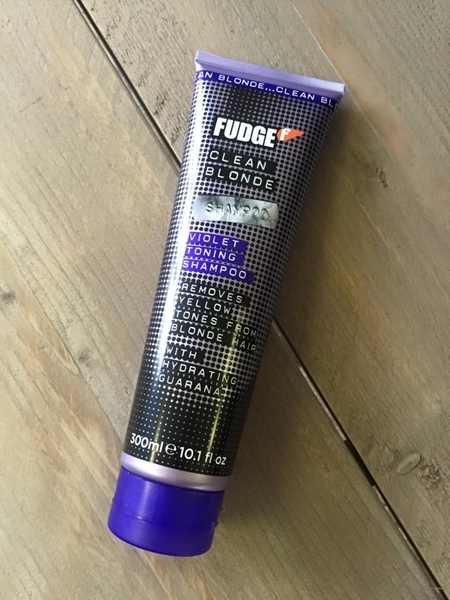 AN BLONDE...CLEAN BL
FUDGE f
CLEAN
BLONDE
SHAMPOO
VIOLET
TONING
SHAMPOO
REMOVES
YELLOW
TONES FROM
BLONDE HAIR
WITH
HYDRATING
GUARANA
300ml e 10.1 fl oz